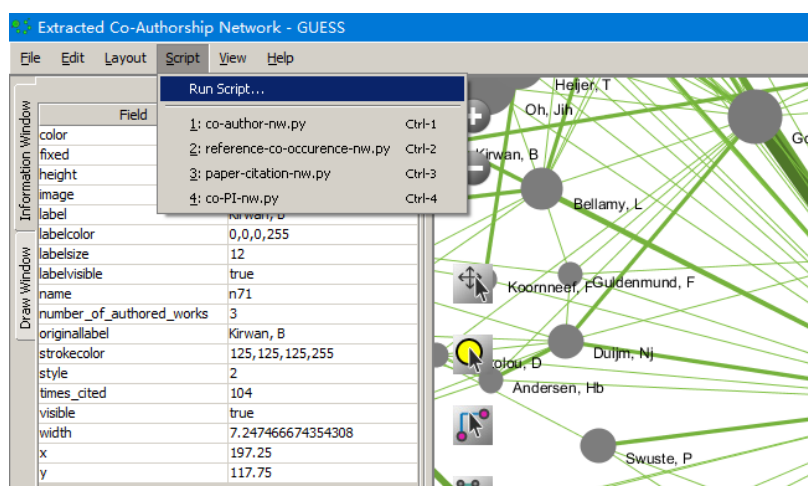 Extracted Co-Authorship Network - GUESS
File Edit Layout Script View Help
Run Script...
1: co-author-nw.py Ctrl-1
2: reference-co-occurence-nw.py Ctrl-2
3: paper-citation-nw.py Ctrl-3
4: co-PI-nw.py Ctrl-4
Information Window
Draw Window
Field
color
fixed
height
image
label Kirwan, B
labelcolor 0,0,0,255
labelsize 12
labelvisible true
name n71
number_of_authored_works 3
originallabel Kirwan, B
strokecolor 125,125,125,255
style 2
times_cited 104
visible true
width 7.247466674354308
x 197.25
y 117.75
Heijer, T
Oh, Jih
Go
Kirwan, B
Bellamy, L
Koornneef, F
Guldenmund, F
Duijm, Nj
olou, D
Andersen, Hb
Swuste, P